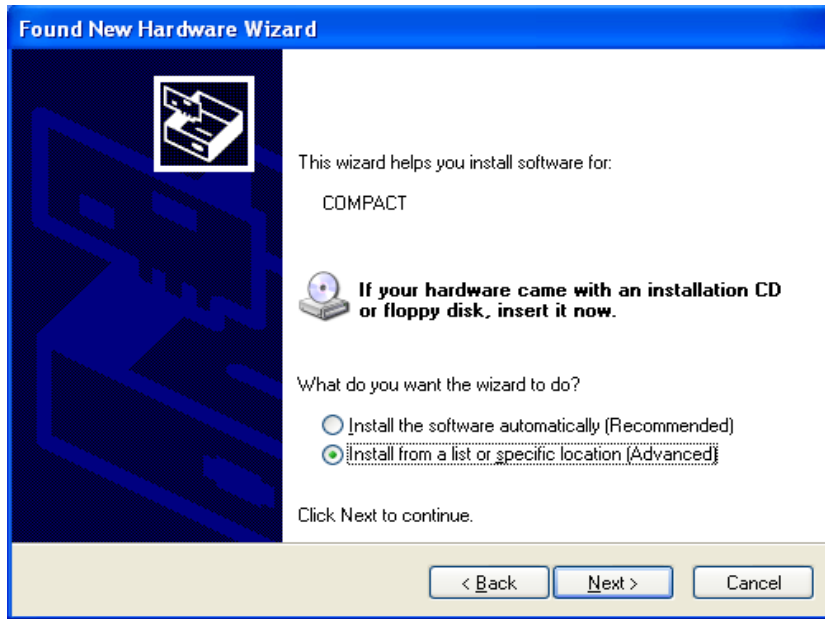 Found New Hardware Wizard
This wizard helps you install software for:
COMPACT
If your hardware came with an installation CD
or floppy disk, insert it now.
What do you want the wizard to do?
Install the software automatically (Recommended)
Install from a list or specific location (Advanced)
Click Next to continue.
< Back
Next >
Cancel